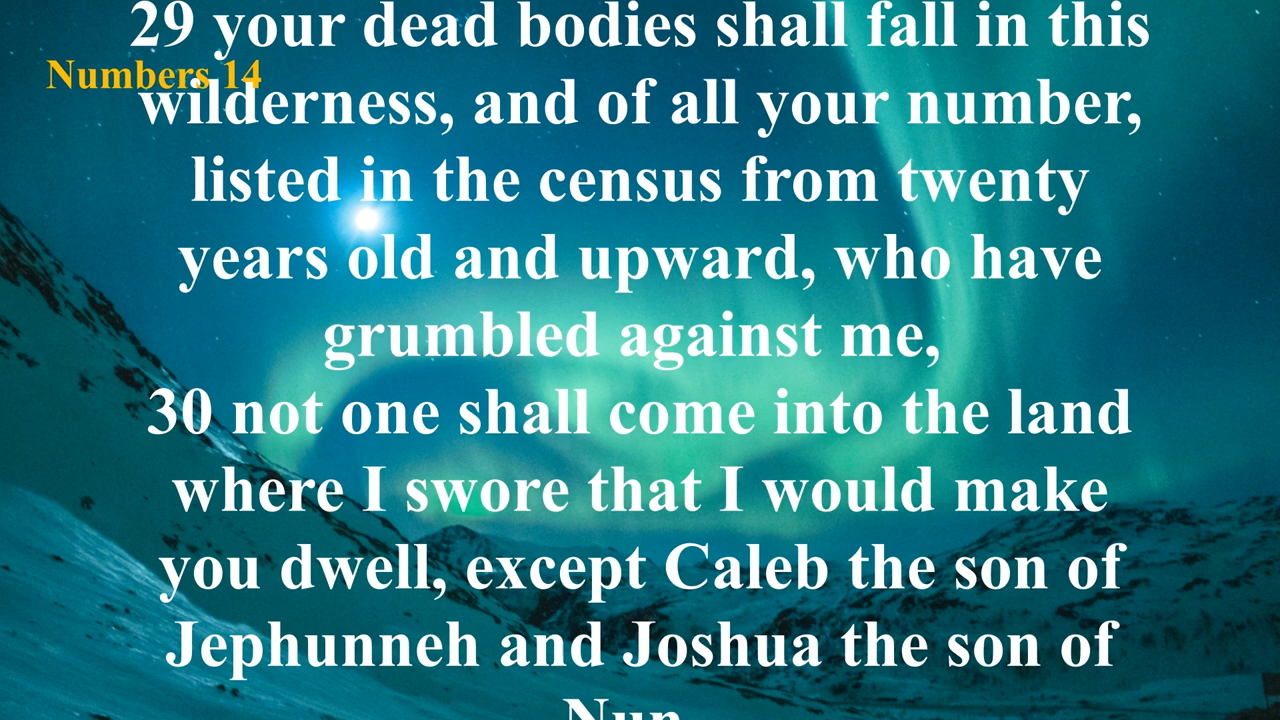 29 your dead bodies shall fall in this
Numbers 14
wilderness, and of all your number,
listed in the census from twenty
years old and upward, who have
grumbled against me,
30 not one shall come into the land
where I swore that I would make
you dwell, except Caleb the son of
Jephunneh and Joshua the son of
Nun